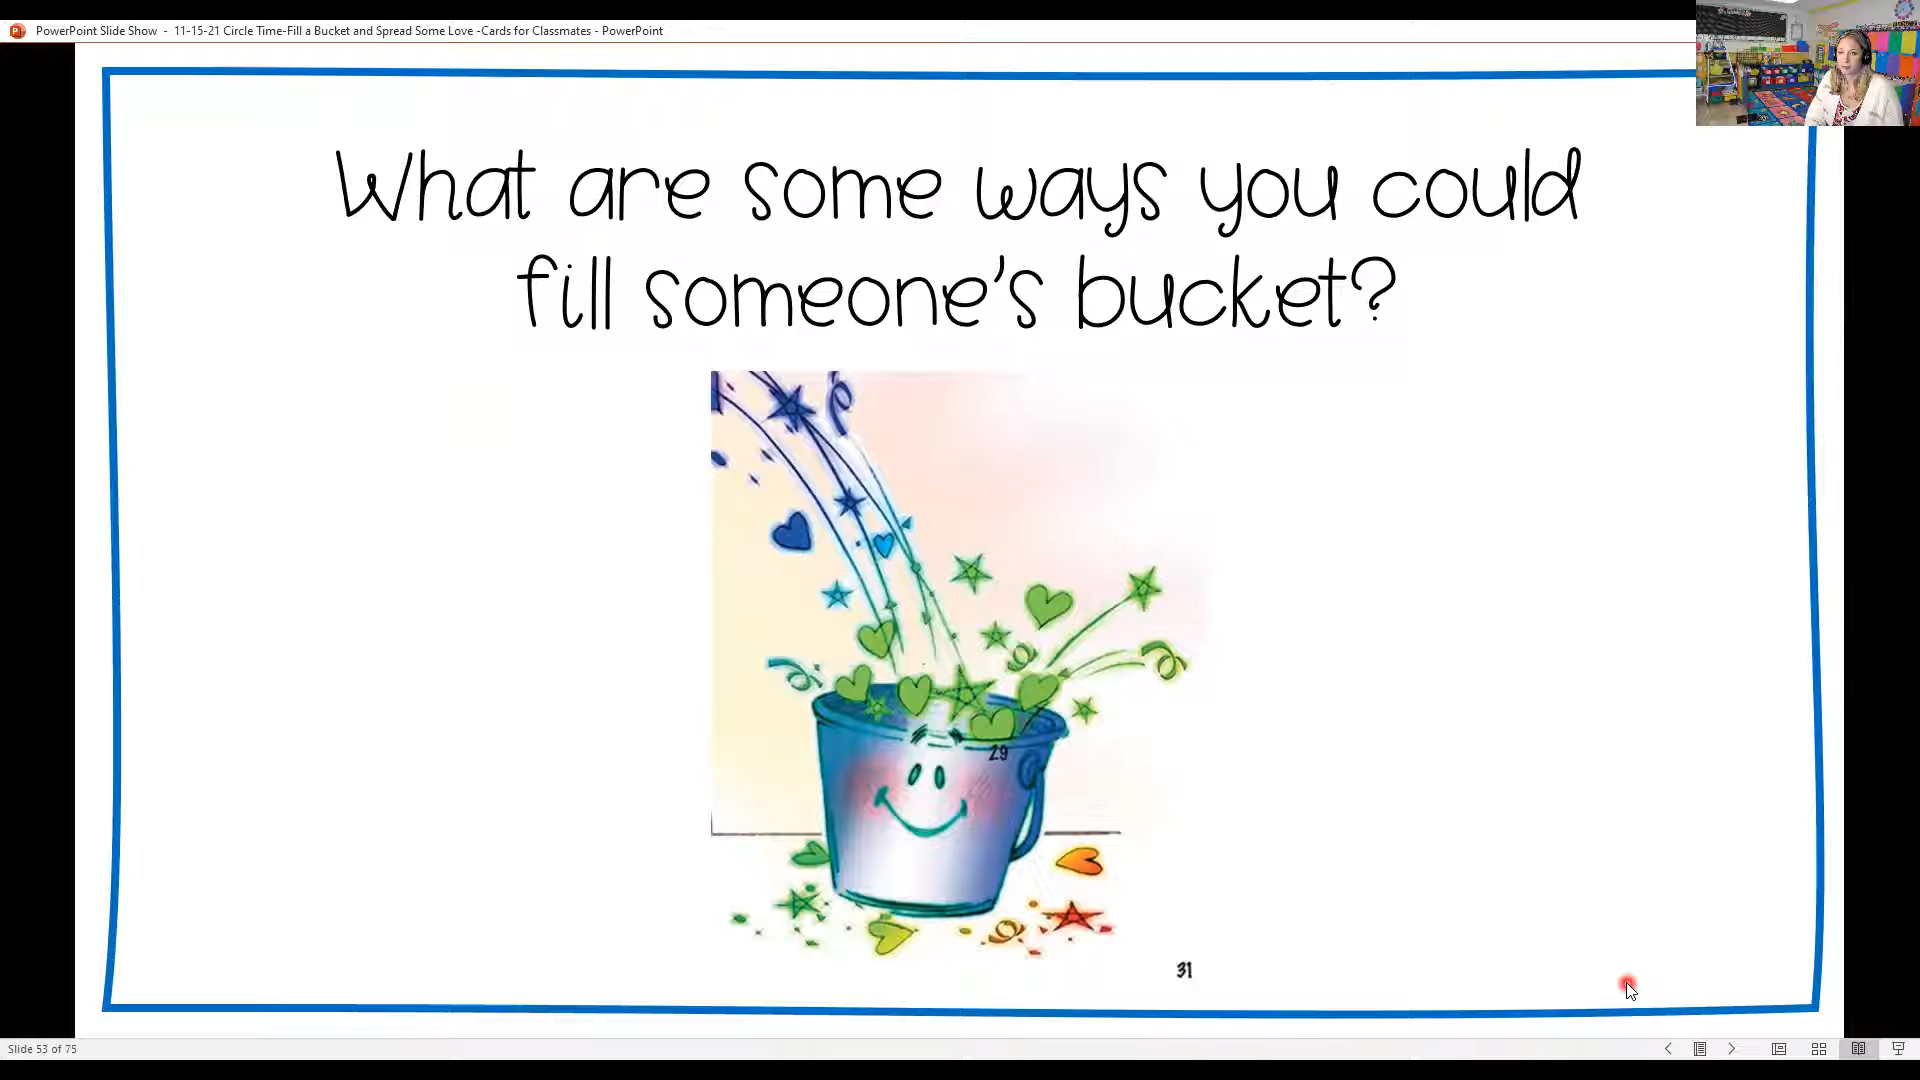 PowerPoint Slide Show - 11-15-21 Circle Time-Fill a Bucket and Spread Some Love -Cards for Classmates - PowerPoint
What are some ways you could
fill someone's bucket?
29
31
Slide 53 of 75